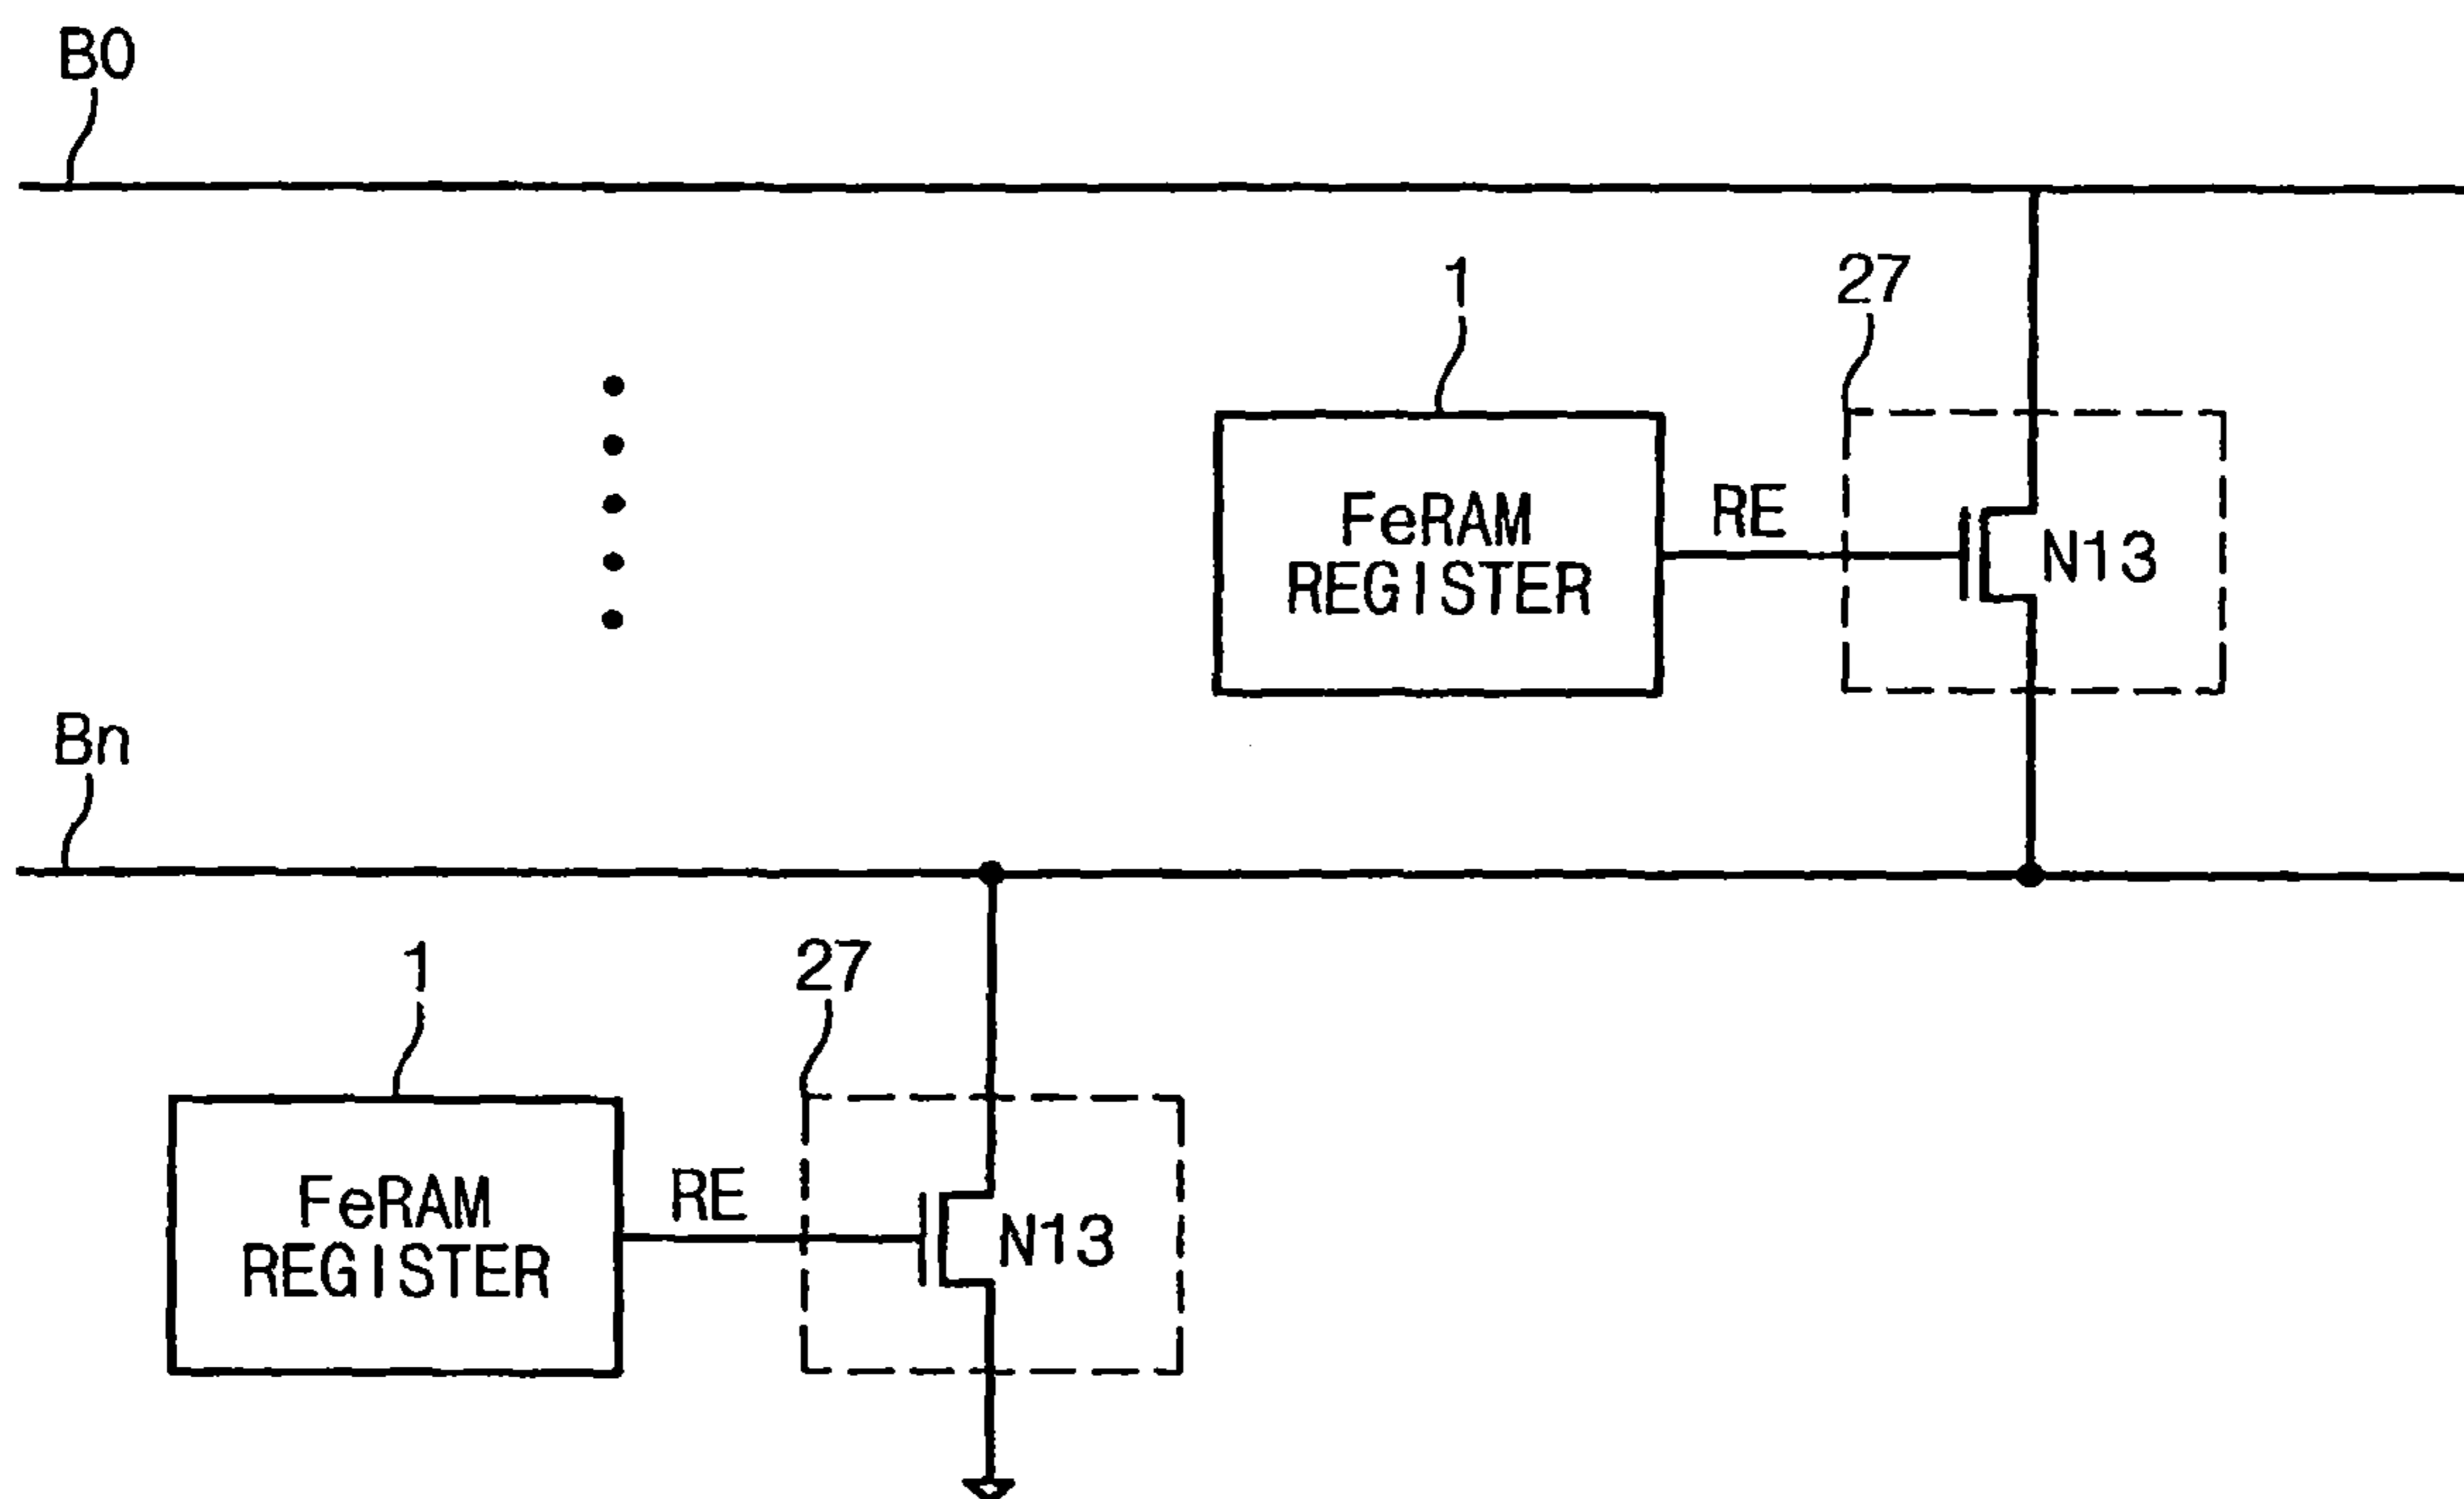 B0
1
27
FeRAM
REGISTER
RE
N13
Bn
1
27
FeRAM
REGISTER
RE
N13